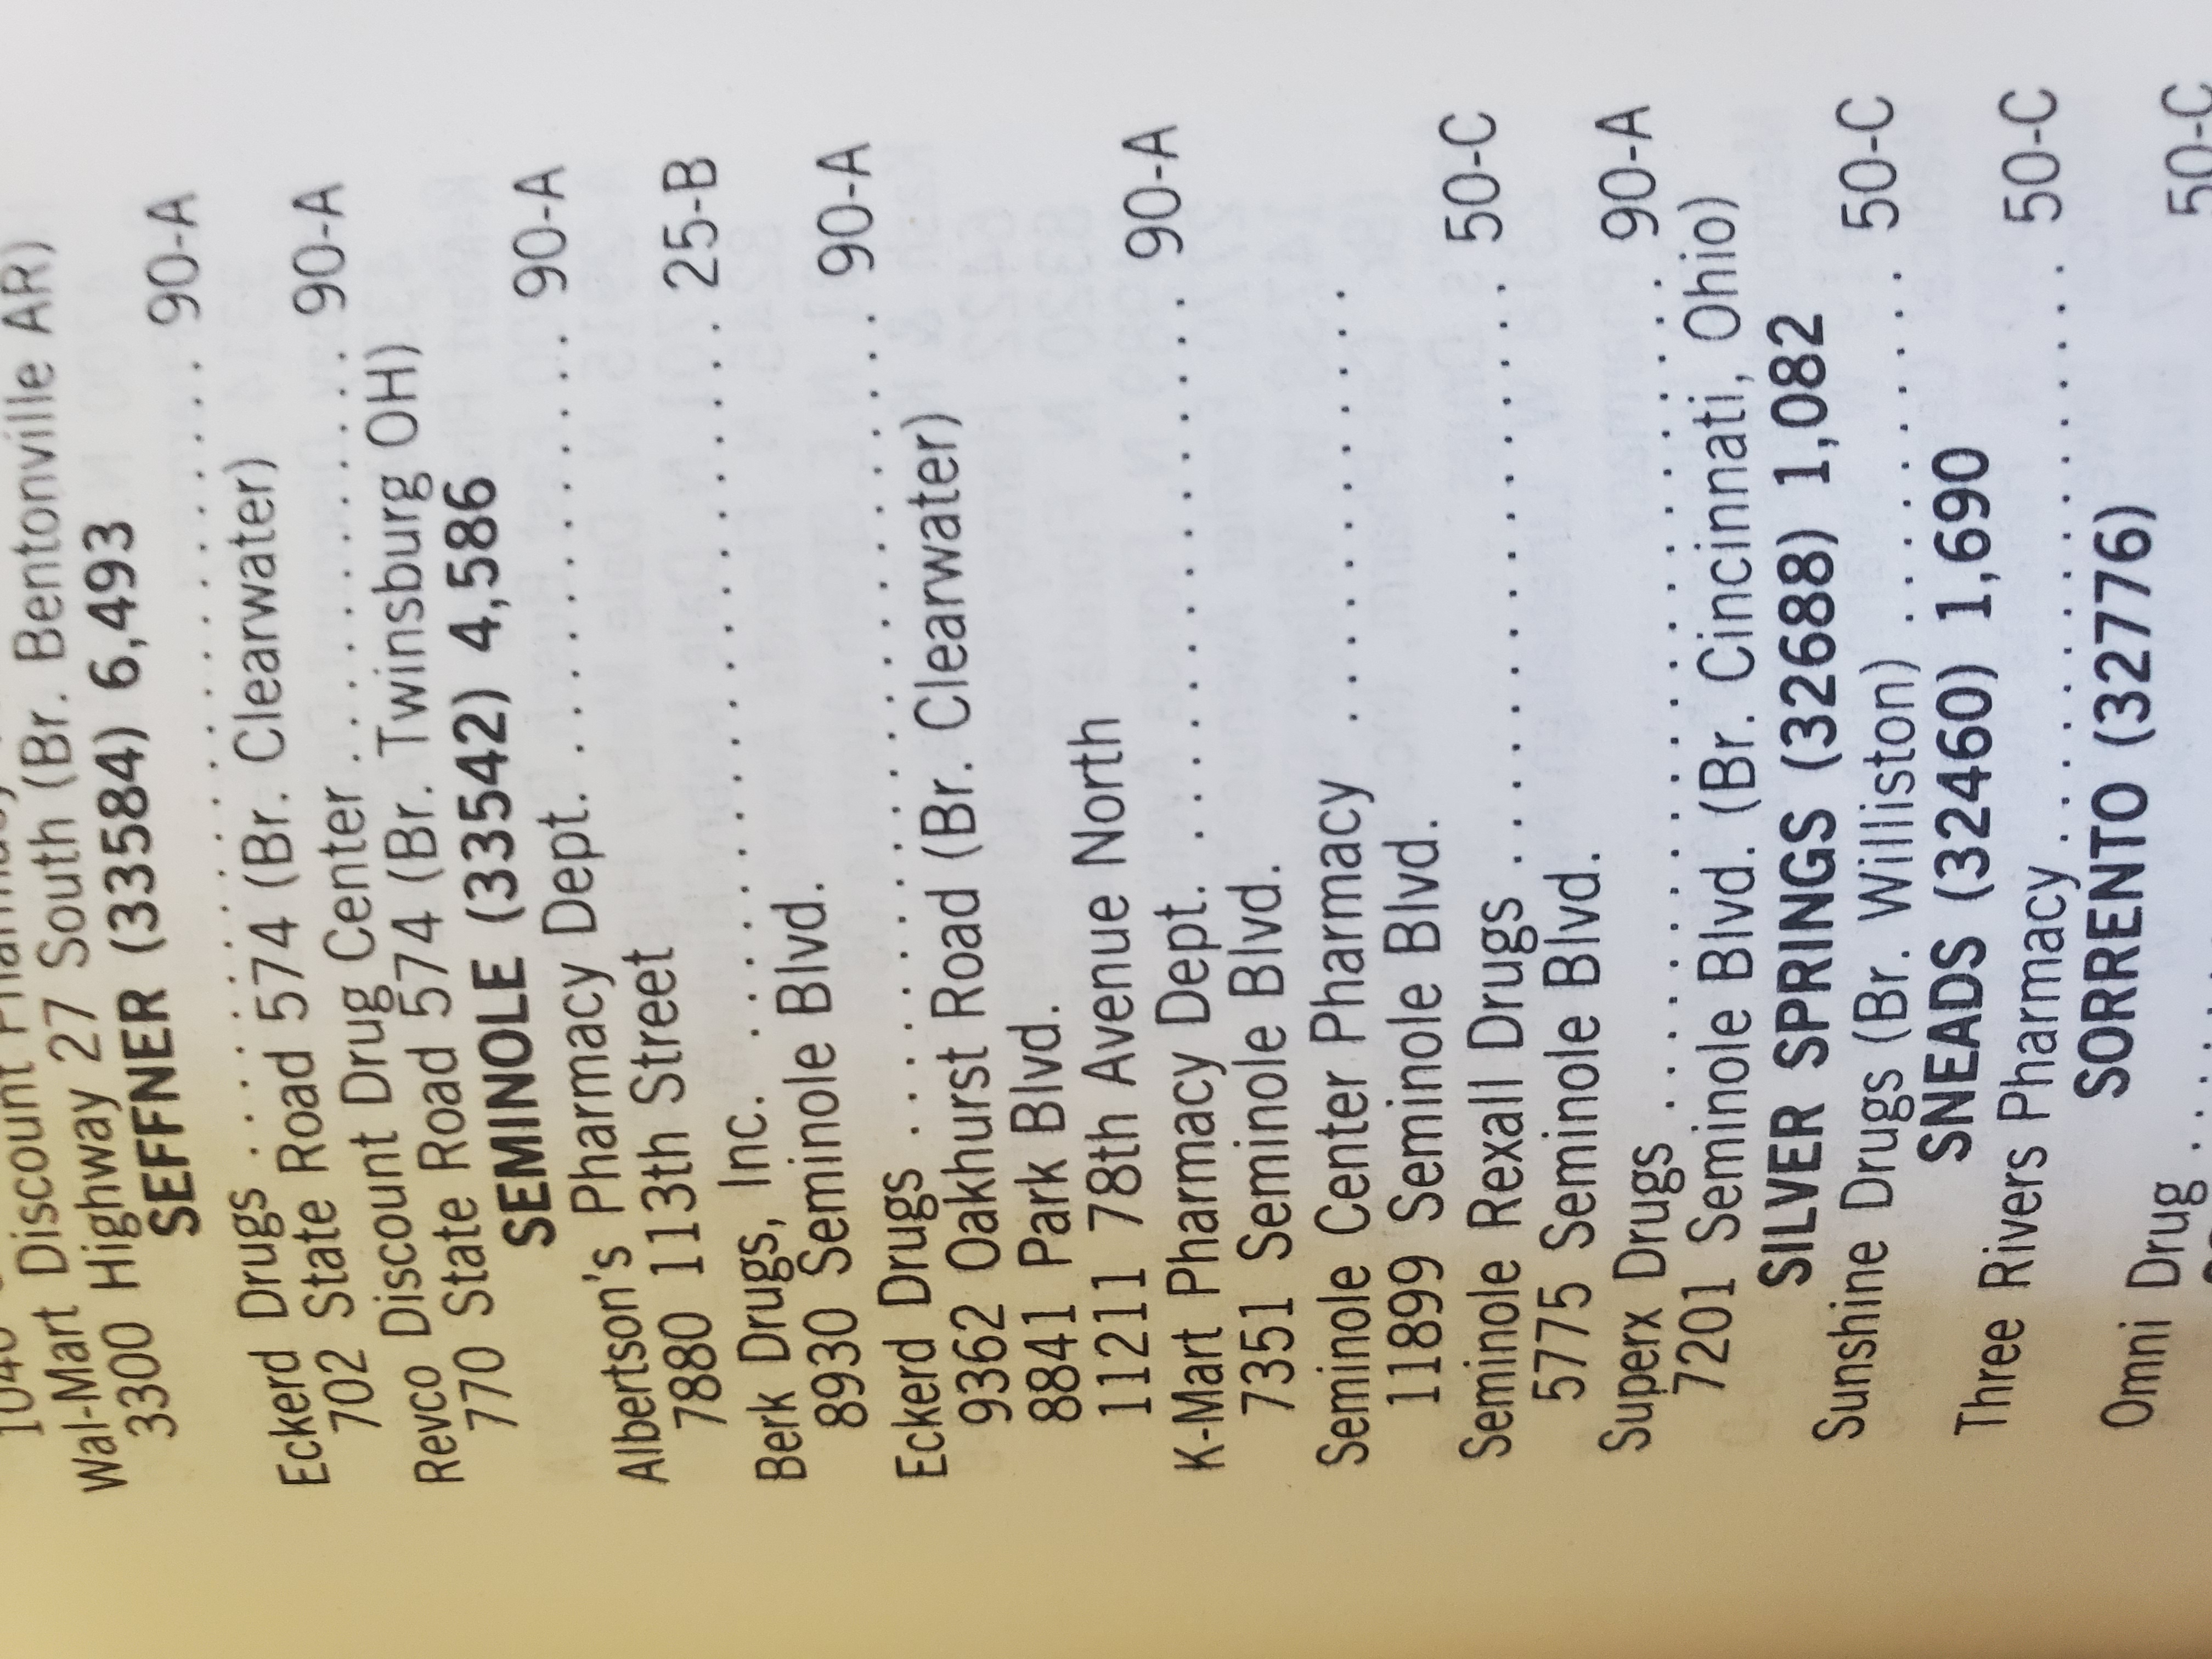 Discount
Wal-Mart
3300 Highway 27 South (Br. Bentonville AR)
SEFFNER (33584) 6,493
Eckerd Drugs . . . . . . . . . . . . . . . . . . . . 90-A
702 State Road 574 (Br. Clearwater)
Revco Discount Drug Center . . . . . . . . . . . . 90-A
770 State Road 574 (Br. Twinsburg OH)
SEMINOLE (33542) 4,586
Albertson's Pharmacy Dept. . . . . . . . . . . . . 90-A
7880 113th Street
Berk Drugs, Inc. . . . . . . . . . . . . . . . . . 25-B
8930 Seminole Blvd.
Eckerd Drugs . . . . . . . . . . . . . . . . . . . . 90-A
9362 Oakhurst Road (Br. Clearwater)
8841 Park Blvd.
11211 78th Avenue North
K-Mart Pharmacy Dept. . . . . . . . . . . . . . . 90-A
7351 Seminole Blvd.
Seminole Center Pharmacy . . . . . . . . . . . .
11899 Seminole Blvd.
Seminole Rexall Drugs . . . . . . . . . . . . . . . 50-C
5775 Seminole Blvd.
Superx Drugs . . . . . . . . . . . . . . . . . . . . 90-A
7201 Seminole Blvd. (Br. Cincinnati, Ohio)
SILVER SPRINGS (32688) 1,082
Sunshine Drugs (Br. Williston) . . . . . . . . . . 50-C
SNEADS (32460) 1,690
Three Rivers Pharmacy . . . . . . . . . . . . . . . 50-C
SORRENTO (32776)
Omni Drug . . . . 50-C